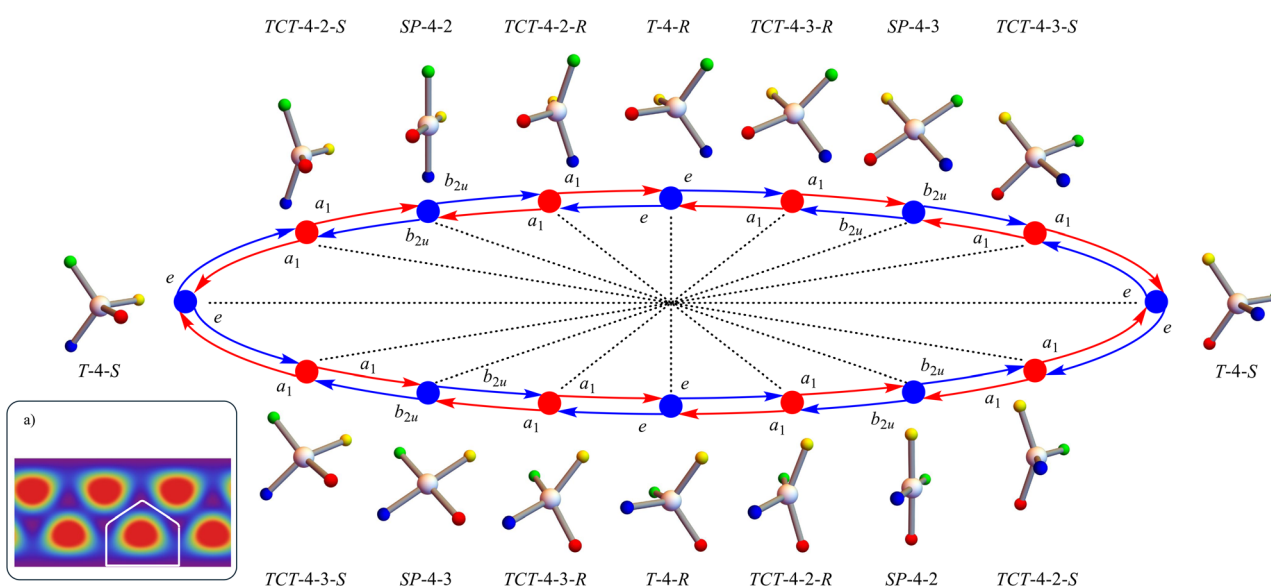 TCT-4-2-S SP-4-2 TCT-4-2-R T-4-R TCT-4-3-R SP-4-3 TCT-4-3-S
a₁ b₂ᵤ a₁ e a₁ b₂ᵤ a₁
a₁ b₂ᵤ a₁ e a₁ b₂ᵤ a₁
e e
e e
T-4-S T-4-S
a₁ b₂ᵤ a₁ e a₁ b₂ᵤ a₁
a₁ b₂ᵤ a₁ e a₁ b₂ᵤ a₁
a)
TCT-4-3-S SP-4-3 TCT-4-3-R T-4-R TCT-4-2-R SP-4-2 TCT-4-2-S